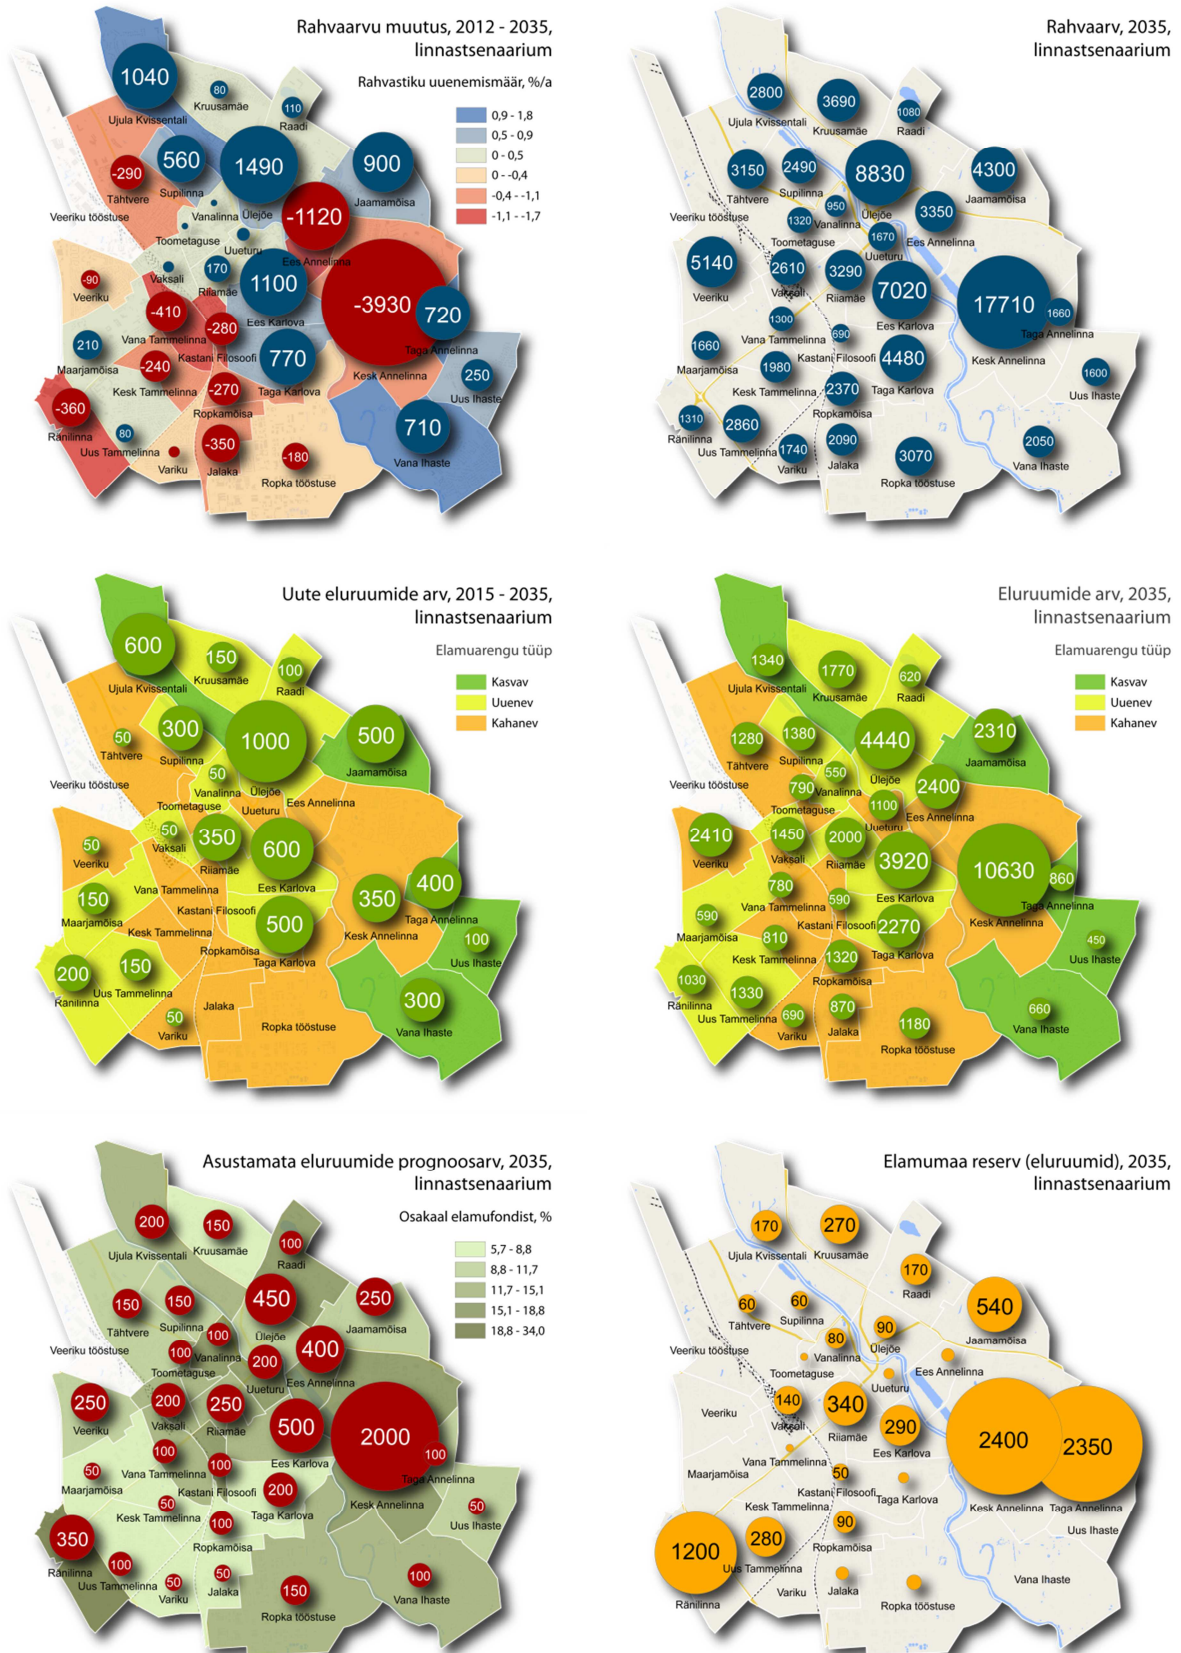 Rahvaarvu muutus, 2012 - 2035,
linnastsenaarium
Rahvastiku uuenemismäär, %/a
0,9 - 1,8
0,5 - 0,9
0 - 0,5
0 - -0,4
-0,4 - -1,1
-1,1 - -1,7
1040
Ujula Kvissentali
80
Kruusamäe
110
Raadi
-290
Tähtvere
560
Supilinna
1490
Ülejõe
900
Jaamamõisa
-1120
Ees Annelinna
Veeriku tööstuse
Vanalinna
Toometaguse
Uueturu
-90
Veeriku
Vaksali
170
Riiamäe
1100
Ees Karlova
-3930
Kesk Annelinna
720
Taga Annelinna
-410
Vana Tammelinna
-280
Kastani Filosoofi
210
Maarjamõisa
-240
Kesk Tammelinna
770
Taga Karlova
250
Uus Ihaste
-270
Ropkamõisa
-360
Ränilinna
80
Uus Tammelinna
Variku
-350
Jalaka
-180
Ropka tööstuse
710
Vana Ihaste
Rahvaarv, 2035,
linnastsenaarium
2800
Ujula Kvissentali
3690
Kruusamäe
1080
Raadi
3150
Tähtvere
2490
Supilinna
8830
Ülejõe
4300
Jaamamõisa
Veeriku tööstuse
950
Vanalinna
1320
Toometaguse
1670
Uueturu
3350
Ees Annelinna
5140
Veeriku
2610
Vaksali
3290
Riiamäe
7020
Ees Karlova
17710
Kesk Annelinna
1660
Taga Annelinna
1300
Vana Tammelinna
690
Kastani Filosoofi
1660
Maarjamõisa
1980
Kesk Tammelinna
4480
Taga Karlova
1600
Uus Ihaste
2370
Ropkamõisa
1310
Ränilinna
2860
Uus Tammelinna
1740
Variku
2090
Jalaka
3070
Ropka tööstuse
2050
Vana Ihaste
Uute eluruumide arv, 2015 - 2035,
linnastsenaarium
Elamuarengu tüüp
Kasvav
Uuenev
Kahanev
600
Ujula Kvissentali
150
Kruusamäe
100
Raadi
50
Tähtvere
300
Supilinna
1000
Ülejõe
500
Jaamamõisa
Veeriku tööstuse
50
Vanalinna
Toometaguse
Uueturu
Ees Annelinna
50
Veeriku
50
Vaksali
350
Riiamäe
600
Ees Karlova
Vana Tammelinna
Kastani Filosoofi
350
Kesk Annelinna
400
Taga Annelinna
150
Maarjamõisa
Kesk Tammelinna
Ropkamõisa
500
Taga Karlova
100
Uus Ihaste
200
Ränilinna
150
Uus Tammelinna
50
Variku
Jalaka
Ropka tööstuse
300
Vana Ihaste
Eluruumide arv, 2035,
linnastsenaarium
Elamuarengu tüüp
Kasvav
Uuenev
Kahanev
1340
Ujula Kvissentali
1770
Kruusamäe
620
Raadi
1280
Tähtvere
1380
Supilinna
4440
Ülejõe
2310
Jaamamõisa
Veeriku tööstuse
550
Vanalinna
790
Toometaguse
1100
Uueturu
2400
Ees Annelinna
2410
Veeriku
1450
Vaksali
2000
Riiamäe
3920
Ees Karlova
10630
Kesk Annelinna
860
Taga Annelinna
780
Vana Tammelinna
590
Kastani Filosoofi
590
Maarjamõisa
810
Kesk Tammelinna
2270
Taga Karlova
450
Uus Ihaste
1320
Ropkamõisa
1030
Ränilinna
1330
Uus Tammelinna
690
Variku
870
Jalaka
1180
Ropka tööstuse
660
Vana Ihaste
Asustamata eluruumide prognoosarv, 2035,
linnastsenaarium
Osakaal elamufondist, %
5,7 - 8,8
8,8 - 11,7
11,7 - 15,1
15,1 - 18,8
18,8 - 34,0
200
Ujula Kvissentali
150
Kruusamäe
100
Raadi
150
Tähtvere
150
Supilinna
450
Ülejõe
250
Jaamamõisa
Veeriku tööstuse
100
Vanalinna
100
Toometaguse
200
Uueturu
400
Ees Annelinna
250
Veeriku
200
Vaksali
250
Riiamäe
500
Ees Karlova
2000
Kesk Annelinna
100
Taga Annelinna
100
Vana Tammelinna
100
Kastani Filosoofi
50
Maarjamõisa
50
Kesk Tammelinna
200
Taga Karlova
50
Uus Ihaste
100
Ropkamõisa
350
Ränilinna
100
Uus Tammelinna
50
Variku
50
Jalaka
150
Ropka tööstuse
100
Vana Ihaste
Elamumaa reserv (eluruumid), 2035,
linnastsenaarium
170
Ujula Kvissentali
270
Kruusamäe
170
Raadi
60
Tähtvere
60
Supilinna
90
Ülejõe
540
Jaamamõisa
Veeriku tööstuse
80
Vanalinna
Toometaguse
Uueturu
Ees Annelinna
Veeriku
140
Vaksali
340
Riiamäe
290
Ees Karlova
2400
Kesk Annelinna
2350
Taga Annelinna
Vana Tammelinna
50
Kastani Filosoofi
Maarjamõisa
Kesk Tammelinna
Taga Karlova
Uus Ihaste
90
Ropkamõisa
1200
Ränilinna
280
Uus Tammelinna
Variku
Jalaka
Ropka tööstuse
Vana Ihaste